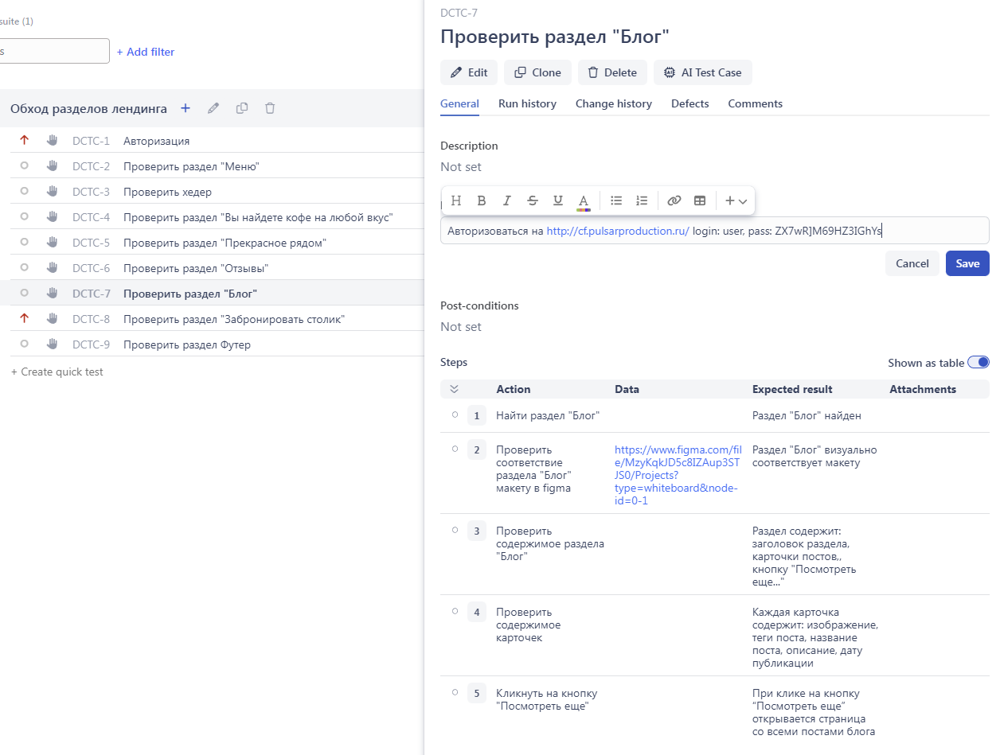 suite (1)
s
+ Add filter
Обход разделов лендинга
DCTC-1 Авторизация
DCTC-2 Проверить раздел "Меню"
DCTC-3 Проверить хедер
DCTC-4 Проверить раздел "Вы найдете кофе на любой вкус"
DCTC-5 Проверить раздел "Прекрасное рядом"
DCTC-6 Проверить раздел "Отзывы"
DCTC-7 Проверить раздел "Блог"
DCTC-8 Проверить раздел "Забронировать столик"
DCTC-9 Проверить раздел Футер
+ Create quick test
DCTC-7
Проверить раздел "Блог"
Edit Clone Delete AI Test Case
General Run history Change history Defects Comments
Description
Not set
H B I S U A
Авторизоваться на http://cf.pulsarproduction.ru/ login: user, pass: ZX7wR]M69HZ3IGhYs
Cancel Save
Post-conditions
Not set
Steps Shown as table
Action Data Expected result Attachments
1 Найти раздел "Блог" Раздел "Блог" найден
2 Проверить https://www.figma.com/fil Раздел "Блог" визуально
соответствие e/MzyKqkJD5c8IZAup3ST соответствует макету
раздела "Блог" JS0/Projects?
макету в figma type=whiteboard&node-
id=0-1
3 Проверить Раздел содержит:
содержимое раздела заголовок раздела,
"Блог" карточки постов,,
кнопку "Посмотреть
еще..."
4 Проверить Каждая карточка
содержимое содержит: изображение,
карточек теги поста, название
поста, описание, дату
публикации
5 Кликнуть на кнопку При клике на кнопку
"Посмотреть еще" “Посмотреть еще”
открывается страница
со всеми постами блога